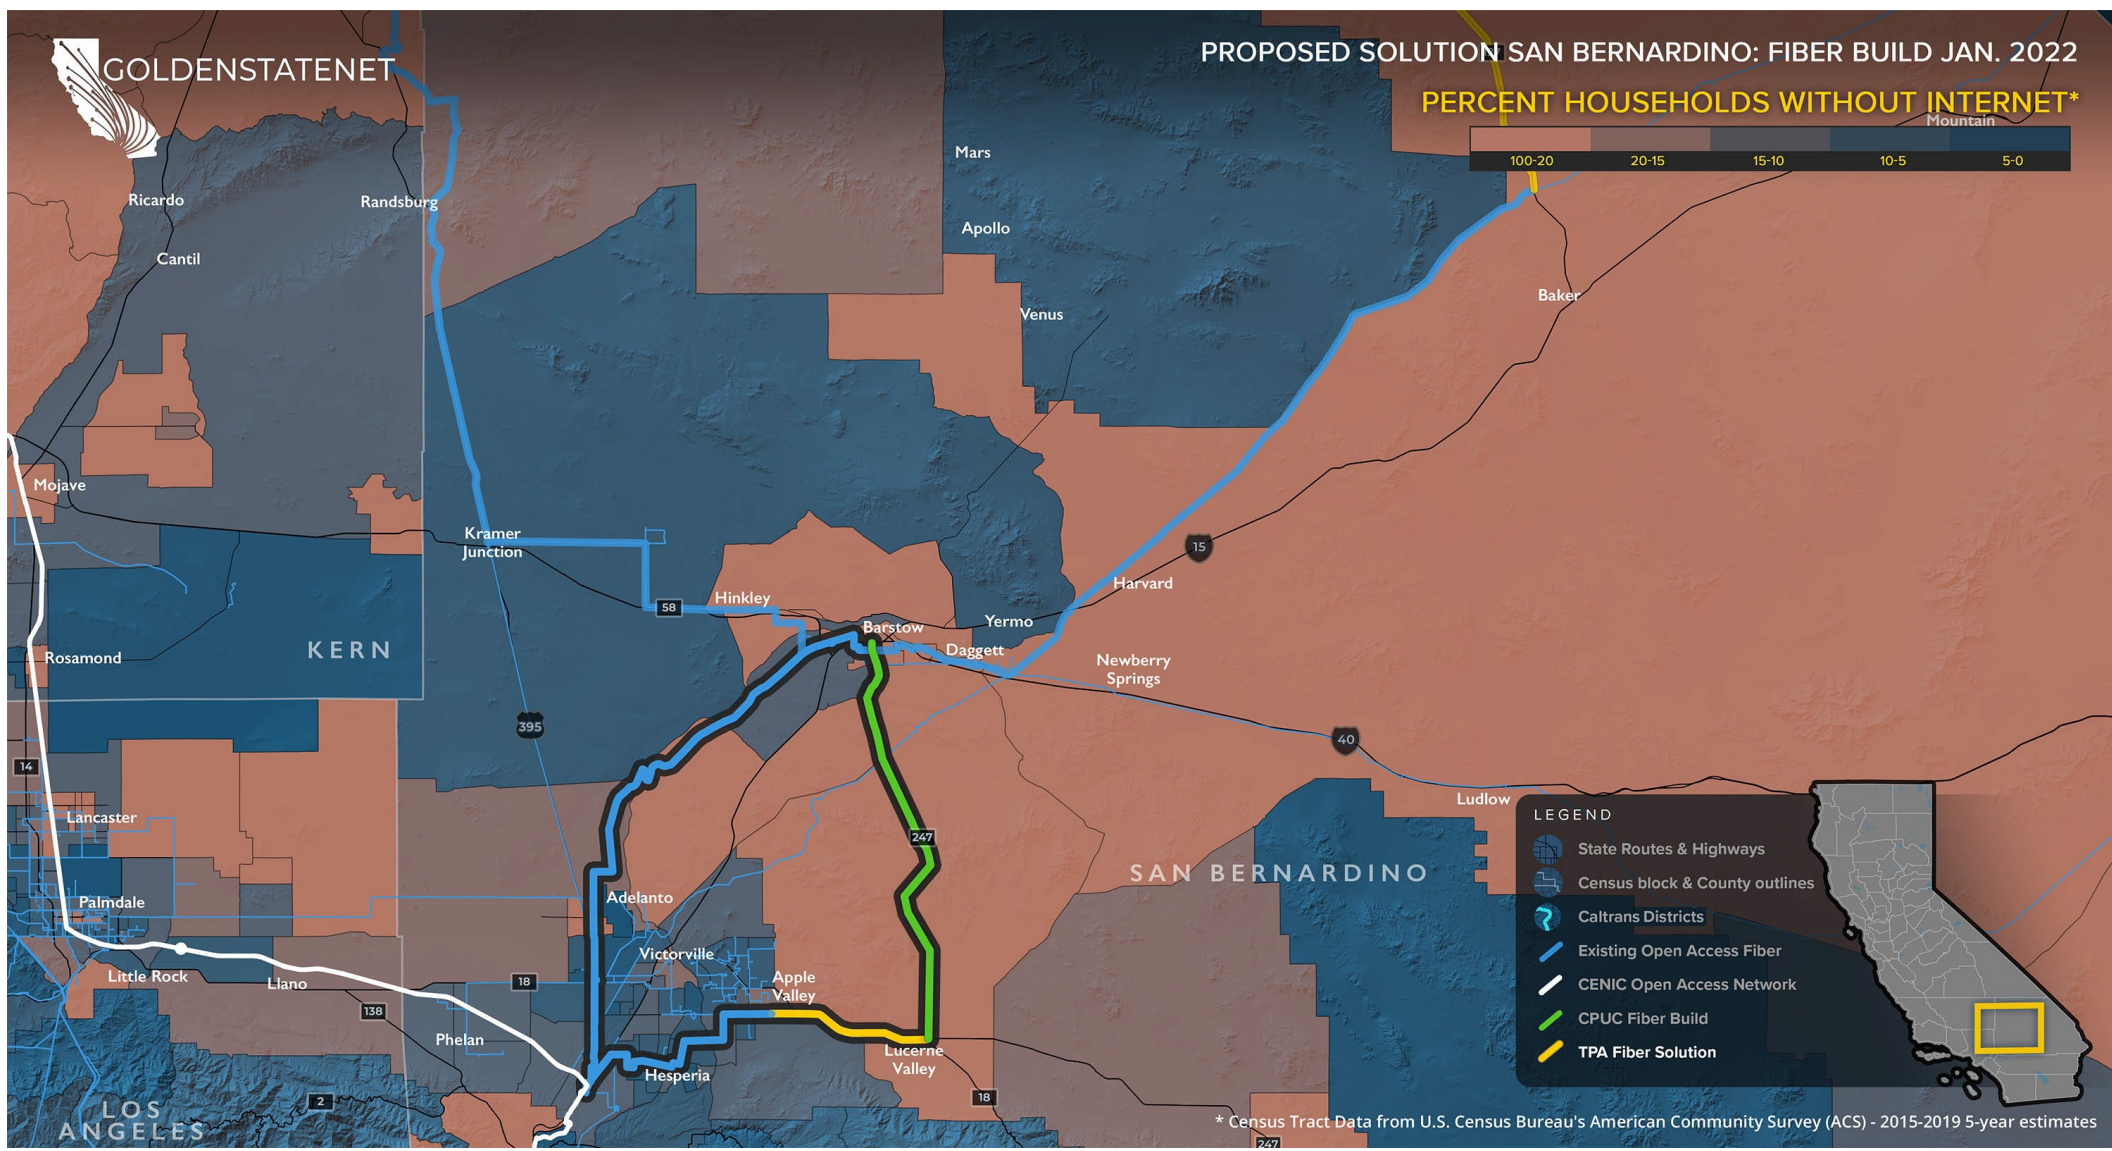 GOLDENSTATENET
PROPOSED SOLUTION SAN BERNARDINO: FIBER BUILD JAN. 2022
PERCENT HOUSEHOLDS WITHOUT INTERNET*
Mountain
100-20
20-15
15-10
10-5
5-0
Mars
Ricardo
Randsburg
Apollo
Cantil
Baker
Venus
Mojave
Kramer
Junction
15
Harvard
Hinkley
58
Yermo
Barstow
KERN
Daggett
Rosamond
Newberry
Springs
395
40
14
Ludlow
Lancaster
247
SAN BERNARDINO
Adelanto
Palmdale
Victorville
Little Rock
Llano
18
Apple
Valley
138
Phelan
Lucerne
Valley
Hesperia
18
2
LOS
ANGELES
247
LEGEND
State Routes & Highways
Census block & County outlines
Caltrans Districts
Existing Open Access Fiber
CENIC Open Access Network
CPUC Fiber Build
TPA Fiber Solution
* Census Tract Data from U.S. Census Bureau's American Community Survey (ACS) - 2015-2019 5-year estimates